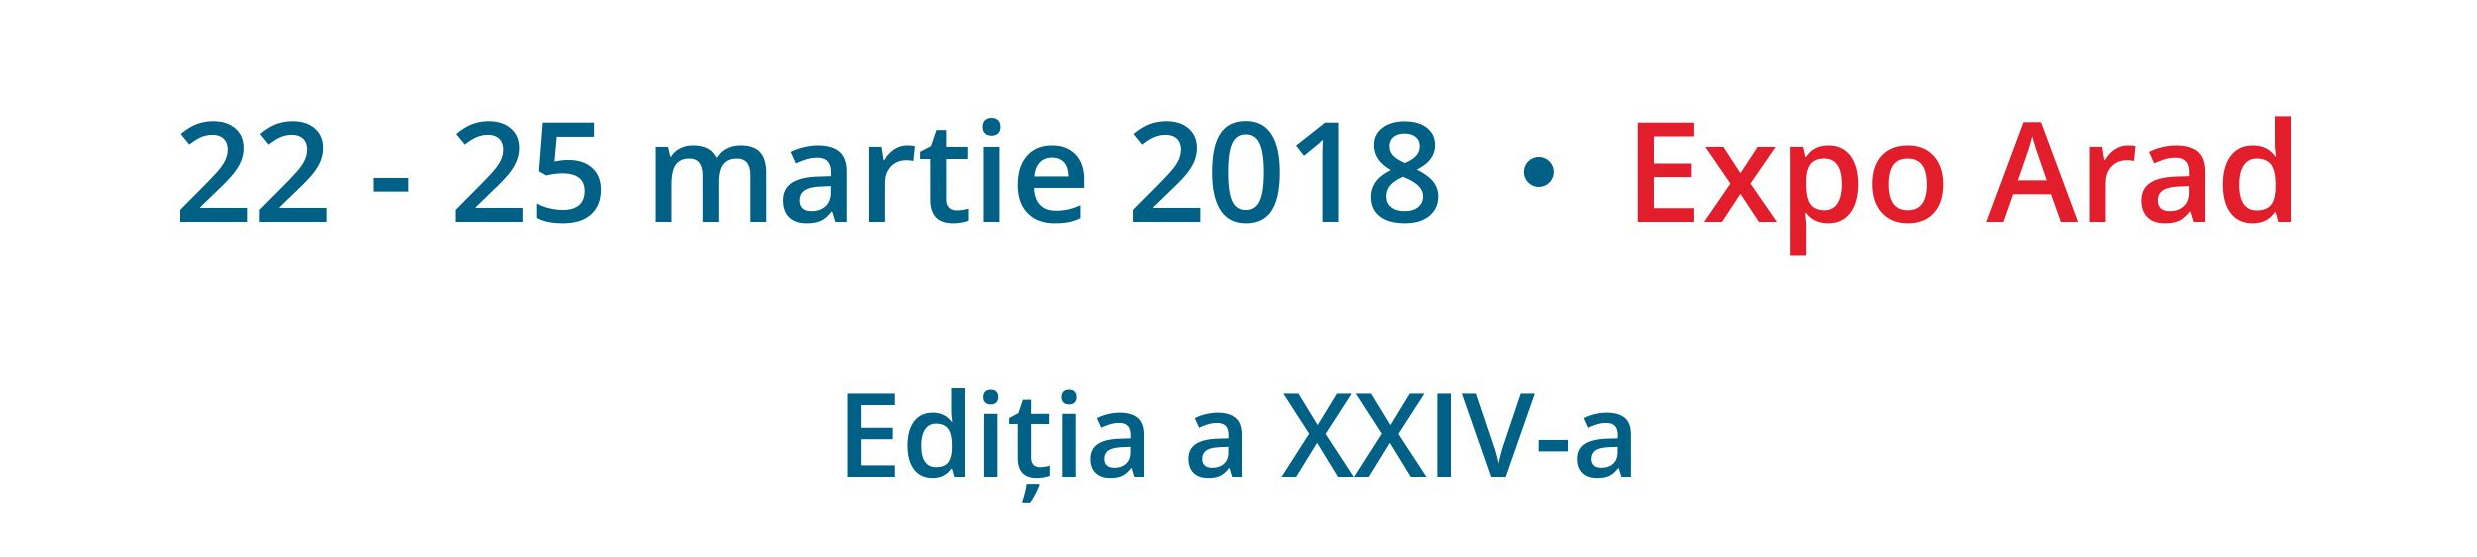 22 - 25 martie 2018 • Expo Arad
Ediția a XXIV-a